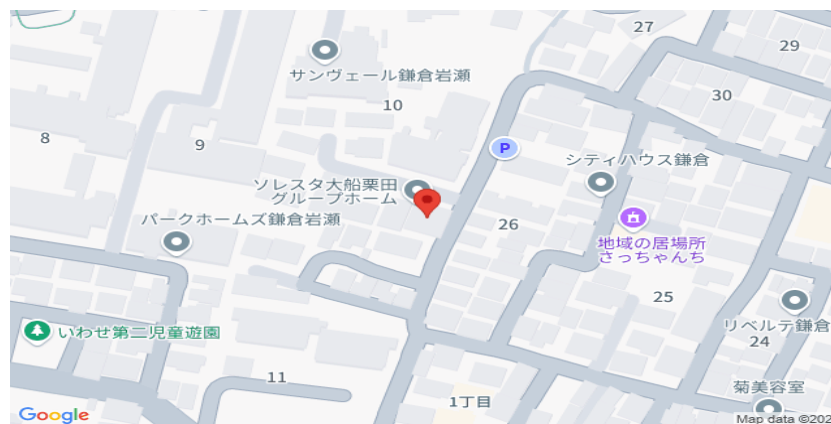 27
29
サンヴェール鎌倉岩瀬
30
10
8
9
P
シティハウス鎌倉
ソレスタ大船栗田
グループホーム
パークホームズ鎌倉岩瀬
26
地域の居場所
さっちゃんち
25
いわせ第二児童遊園
リベルテ鎌倉
24
11
菊美容室
1丁目
Google
Map data ©202